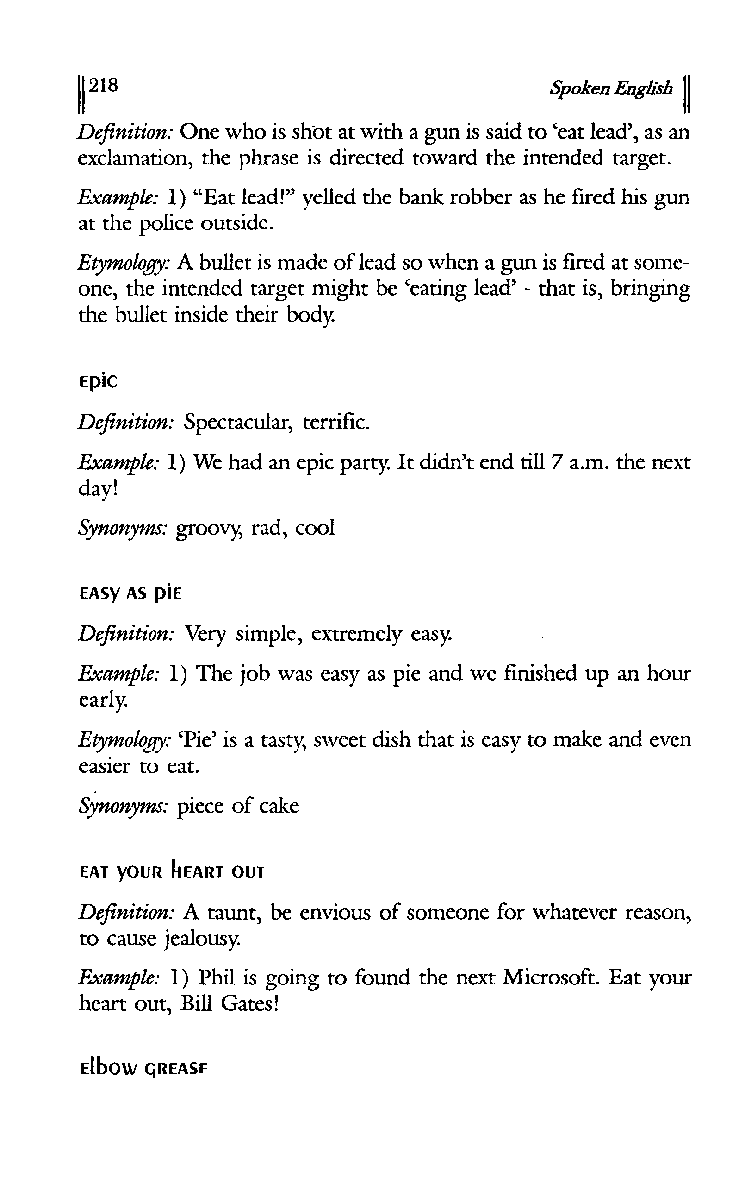 218 Spoken English
Definition: One who is shot at with a gun is said to ‘eat lead’, as an
exclamation, the phrase is directed toward the intended target.
Example: 1) “Eat lead!” yelled the bank robber as he fired his gun
at the police outside.
Etymology: A bullet is made of lead so when a gun is fired at some-
one, the intended target might be ‘eating lead’ - that is, bringing
the bullet inside their body.
Epic
Definition: Spectacular, terrific.
Example: 1) We had an epic party. It didn’t end till 7 a.m. the next
day!
Synonyms: groovy, rad, cool
EASY AS PiE
Definition: Very simple, extremely easy.
Example: 1) The job was easy as pie and we finished up an hour
early.
Etymology: ‘Pie’ is a tasty, sweet dish that is easy to make and even
easier to eat.
Synonyms: piece of cake
EAT YOUR HEART OUT
Definition: A taunt, be envious of someone for whatever reason,
to cause jealousy.
Example: 1) Phil is going to found the next Microsoft. Eat your
heart out, Bill Gates!
Elbow GREASE